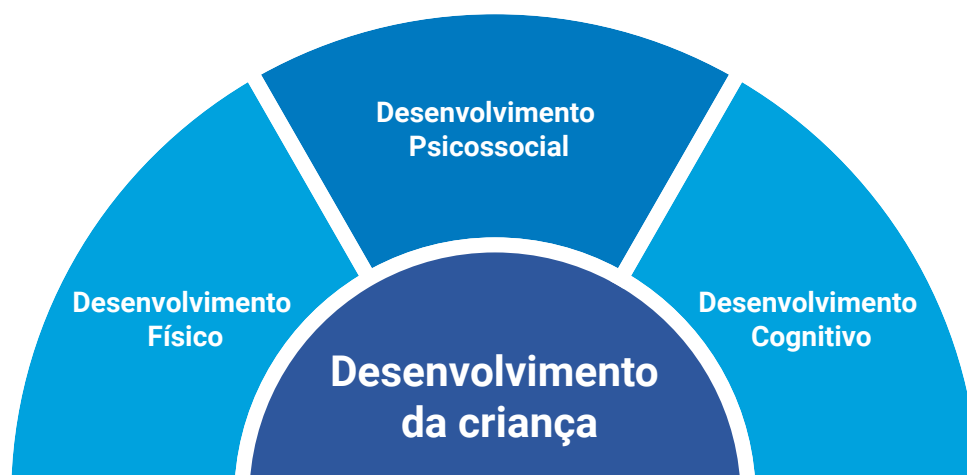 Desenvolvimento
Psicossocial
Desenvolvimento
Físico
Desenvolvimento
Cognitivo
Desenvolvimento
da criança